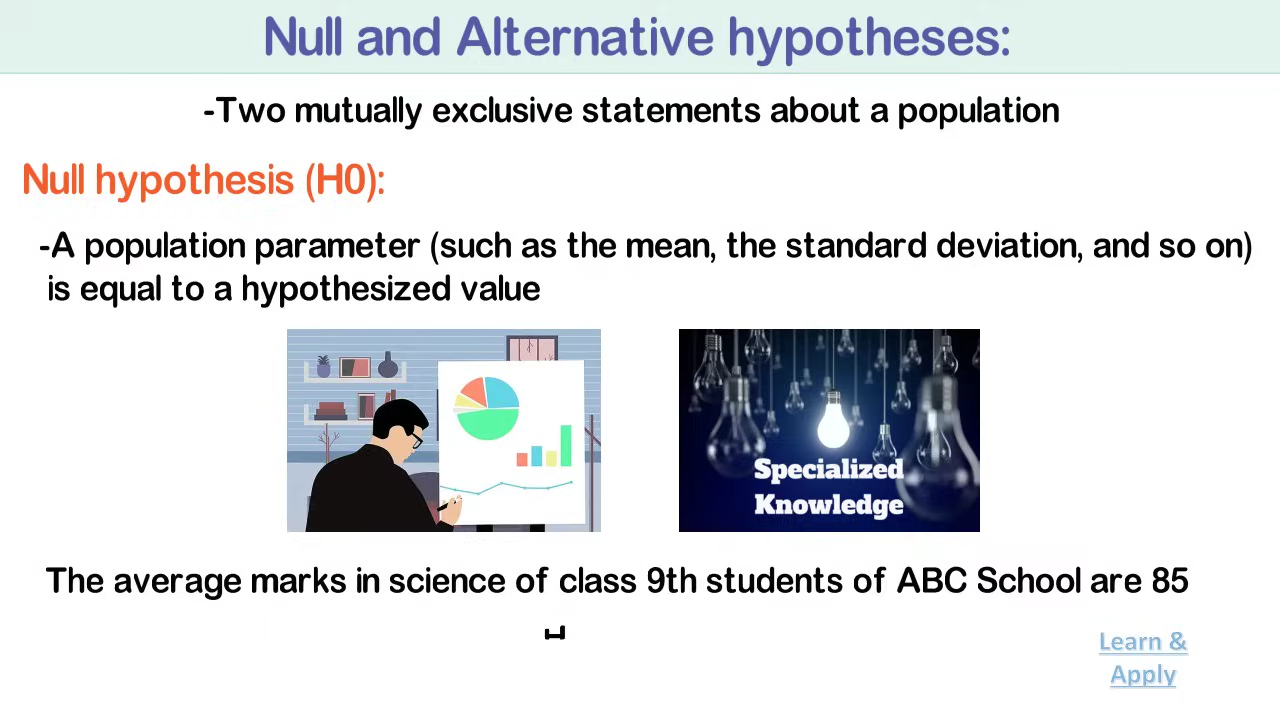 Null and Alternative hypotheses:
-Two mutually exclusive statements about a population
Null hypothesis (H0):
-A population parameter (such as the mean, the standard deviation, and so on)
is equal to a hypothesized value
Specialized
Knowledge
The average marks in science of class 9th students of ABC School are 85
Learn &
Apply